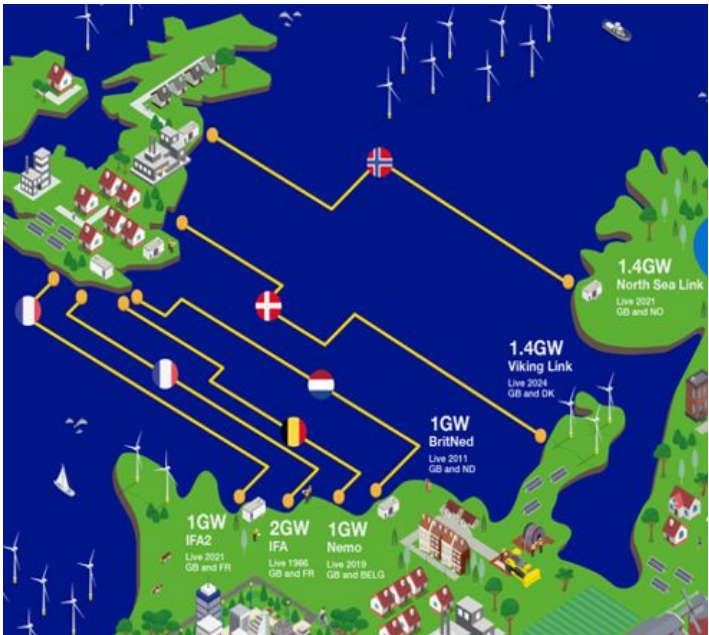 1.4GW
North Sea Link
Live 2021
GB and NO
1.4GW
Viking Link
Live 2024
GB and DK
1GW
BritNed
Live 2011
GB and ND
1GW
IFA2
Live 2021
GB and FR
2GW
IFA
Live 1986
GB and FR
1GW
Nemo
Live 2019
GB and BELG